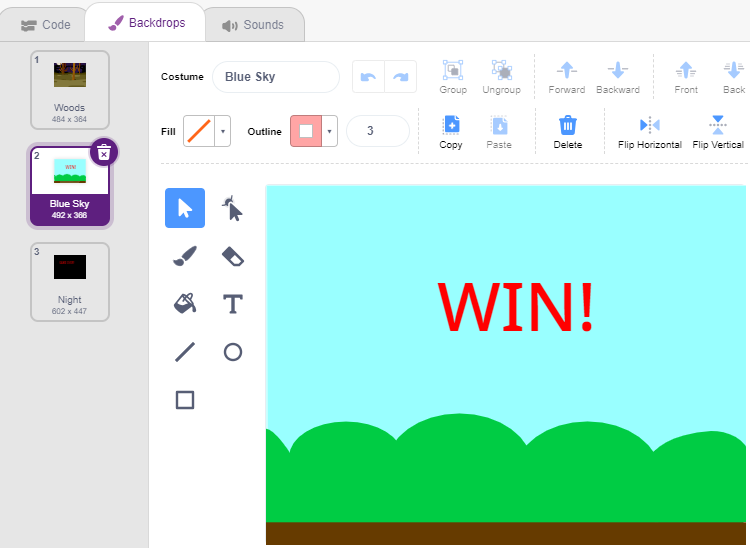 Code Backdrops Sounds
1
Woods
484 x 364
2
WIN!
Blue Sky
492 x 366
3
Night
602 x 447
Costume Blue Sky
Group Ungroup Forward Backward Front Back
Fill Outline 3
Copy Paste Delete Flip Horizontal Flip Vertical
WIN!